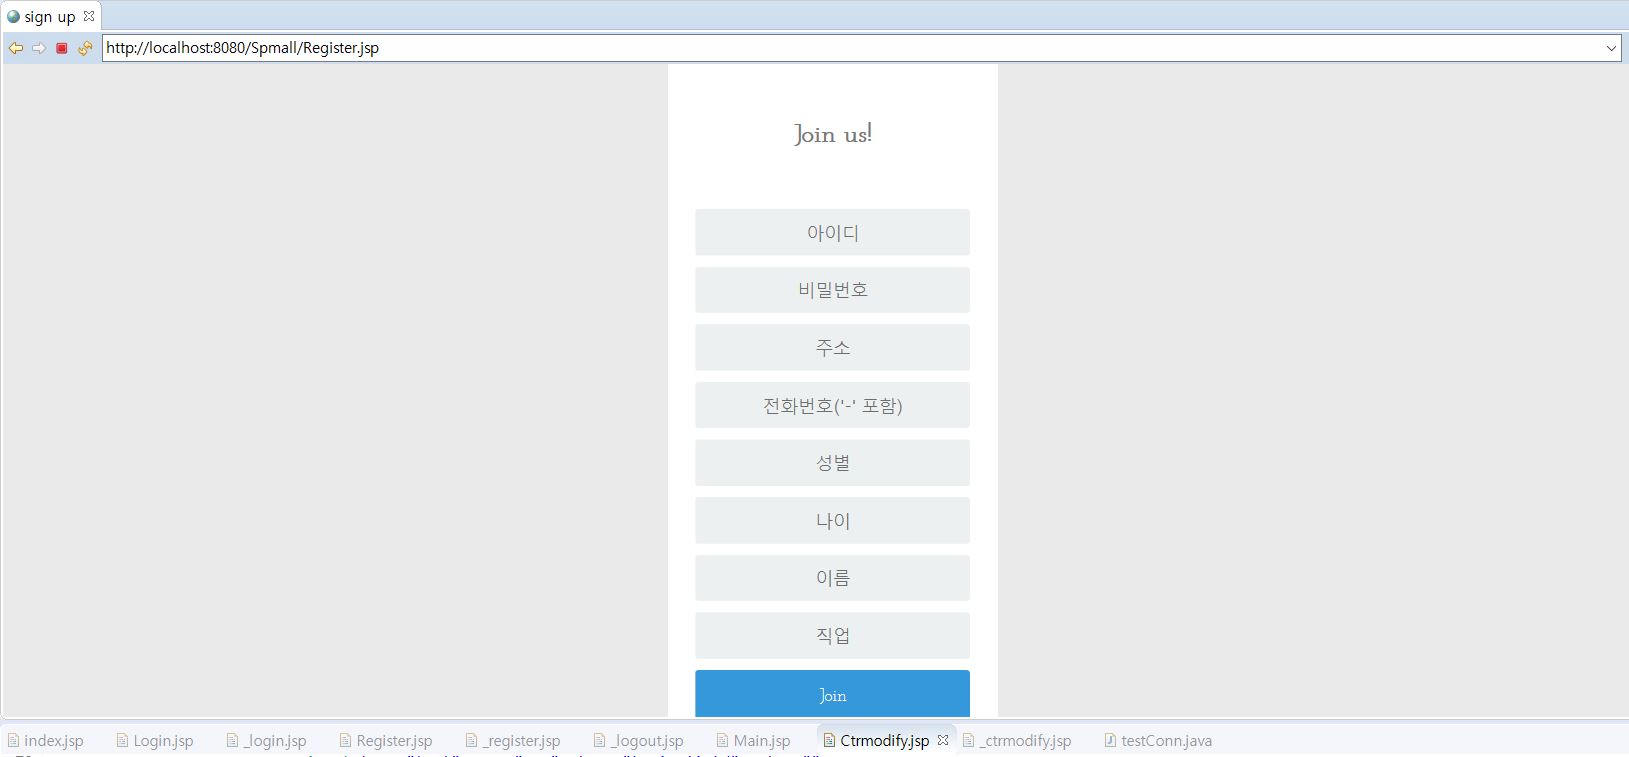 sign up
http://localhost:8080/Spmall/Register.jsp
Join us!
아이디
비밀번호
주소
전화번호('-' 포함)
성별
나이
이름
직업
Join
index.jsp Login.jsp _login.jsp Register.jsp _register.jsp _logout.jsp Main.jsp Ctrmodify.jsp _ctrmodify.jsp testConn.java